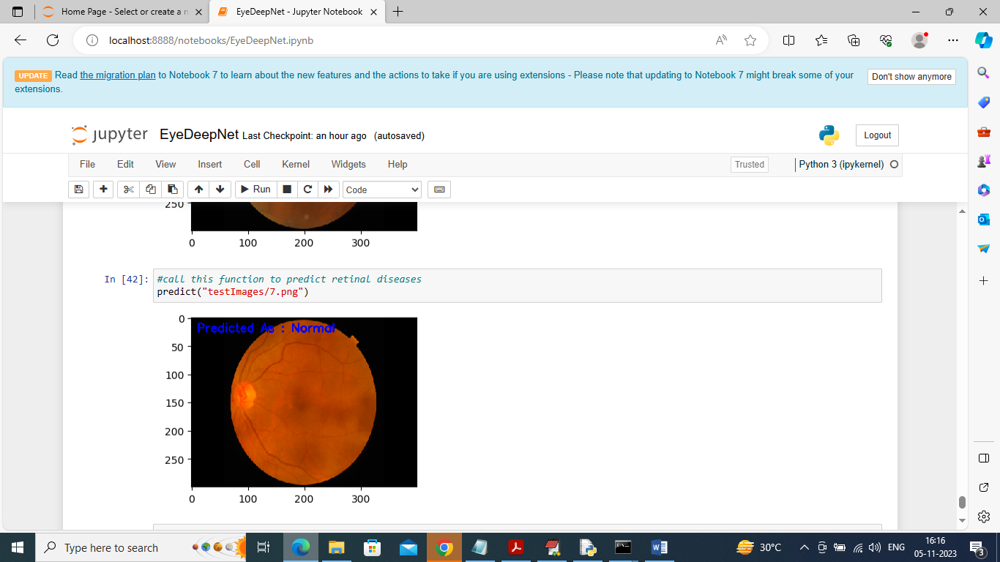 Home Page - Select or create a n
EyeDeepNet - Jupyter Notebook
localhost:8888/notebooks/EyeDeepNet.ipynb
UPDATE Read the migration plan to Notebook 7 to learn about the new features and the actions to take if you are using extensions - Please note that updating to Notebook 7 might break some of your
extensions.
Don't show anymore
jupyter EyeDeepNet Last Checkpoint: an hour ago (autosaved)
Logout
File Edit View Insert Cell Kernel Widgets Help
Trusted
Python 3 (ipykernel)
Run
Code
250
0 100 200 300
In [42]: #call this function to predict retinal diseases
predict("testImages/7.png")
Predicted As : Normal
0
50
100
150
200
250
0 100 200 300
Type here to search
30°C
ENG
16:16
05-11-2023
3